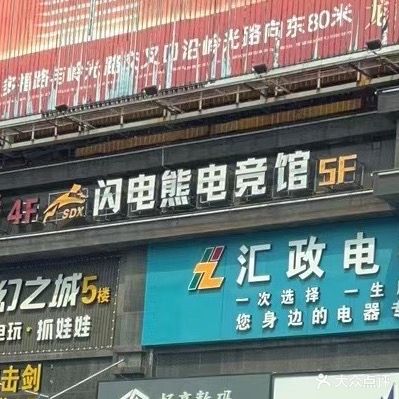 多福路与岭光路交叉口沿岭光路向东80米
4F SDX 闪电熊电竞馆 5F
汇政电
一次选择 一生
您身边的电器
幻之城5楼
电玩·抓娃娃
击剑
数码
大众点评